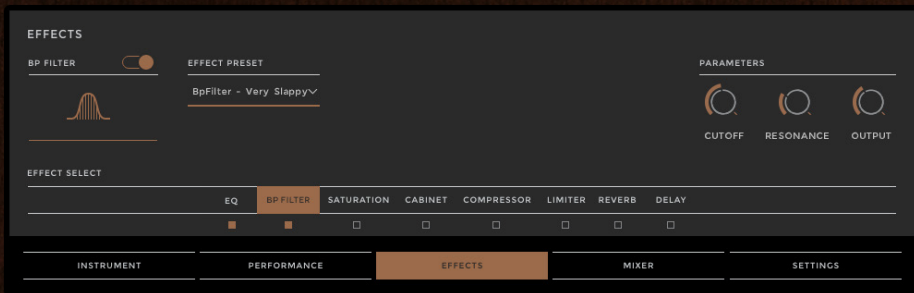 EFFECTS
BP FILTER
EFFECT PRESET
PARAMETERS
BpFilter - Very Slappy
CUTOFF RESONANCE OUTPUT
EFFECT SELECT
EQ BP FILTER SATURATION CABINET COMPRESSOR LIMITER REVERB DELAY
INSTRUMENT PERFORMANCE EFFECTS MIXER SETTINGS